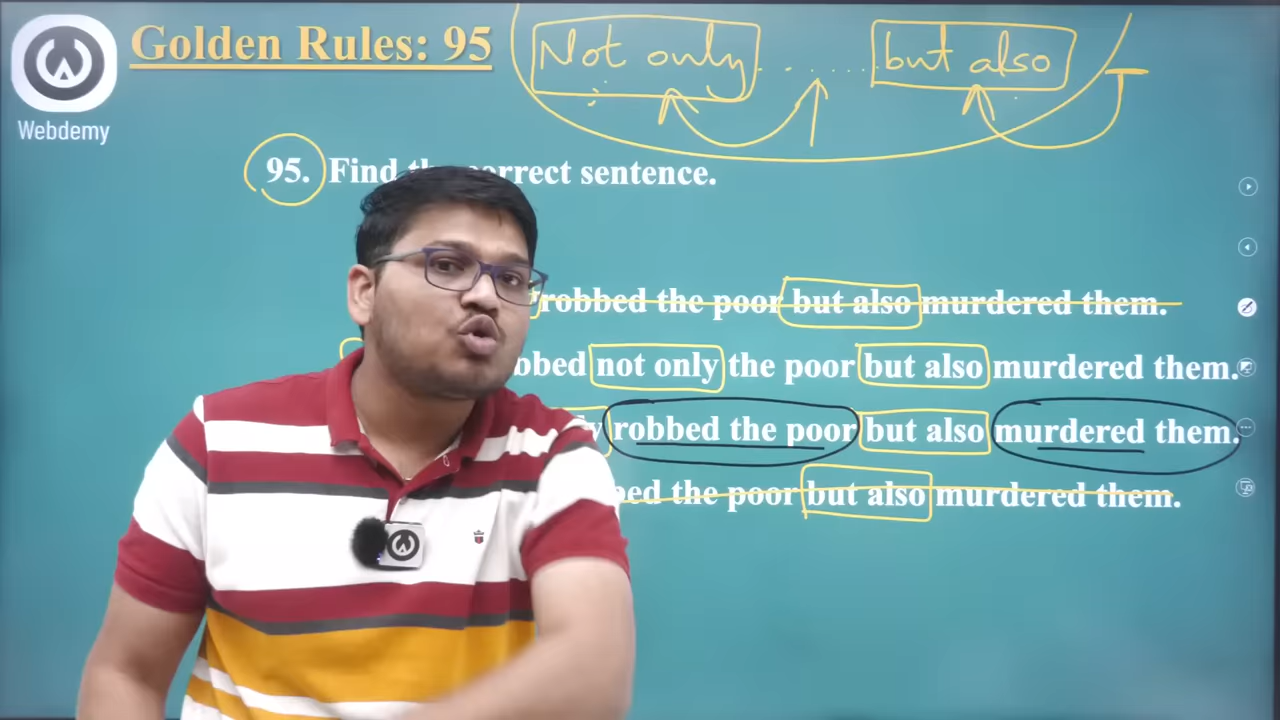 Golden Rules: 95
Not only ........ but also
Webdemy
95. Find the correct sentence.
robbed the poor but also murdered them.
not only the poor but also murdered them.
robbed the poor but also murdered them.
the poor but also murdered them.